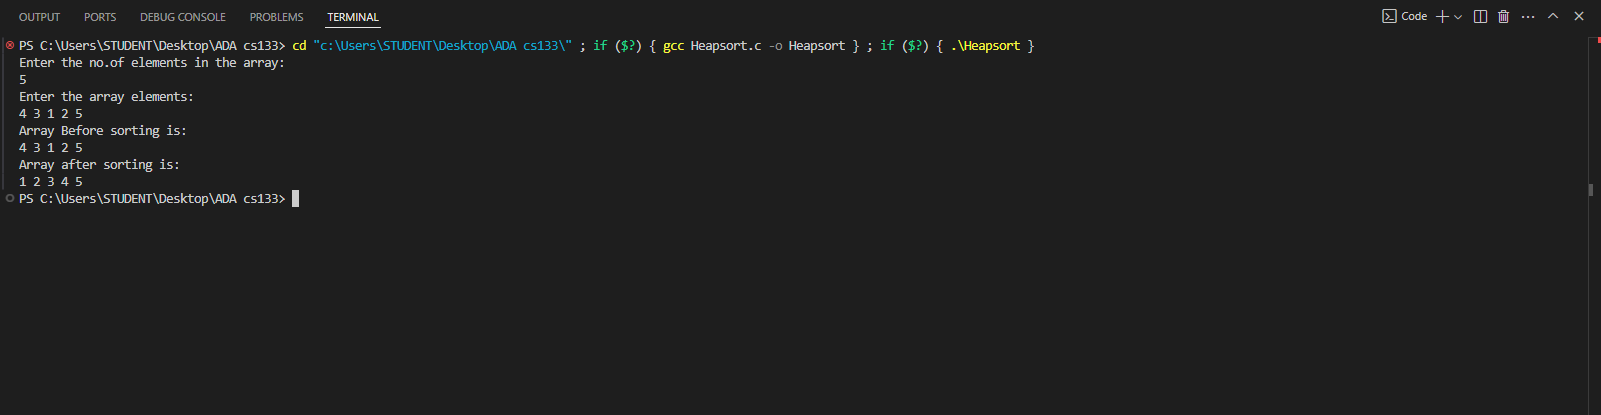 OUTPUT PORTS DEBUG CONSOLE PROBLEMS TERMINAL Code
PS C:\Users\STUDENT\Desktop\ADA cs133> cd "c:\Users\STUDENT\Desktop\ADA cs133\" ; if ($?) { gcc Heapsort.c -o Heapsort } ; if ($?) { .\Heapsort }
Enter the no.of elements in the array:
5
Enter the array elements:
4 3 1 2 5
Array Before sorting is:
4 3 1 2 5
Array after sorting is:
1 2 3 4 5
PS C:\Users\STUDENT\Desktop\ADA cs133>